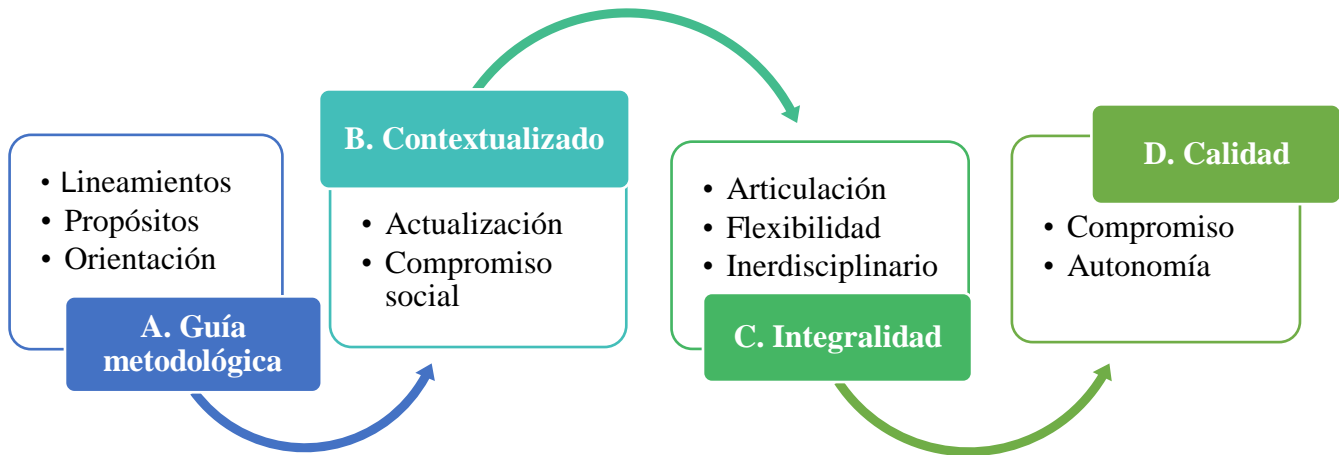 • Lineamientos
• Propósitos
• Orientación
A. Guía
metodológica
B. Contextualizado
• Actualización
• Compromiso
social
• Articulación
• Flexibilidad
• Inerdisciplinario
C. Integralidad
D. Calidad
• Compromiso
• Autonomía